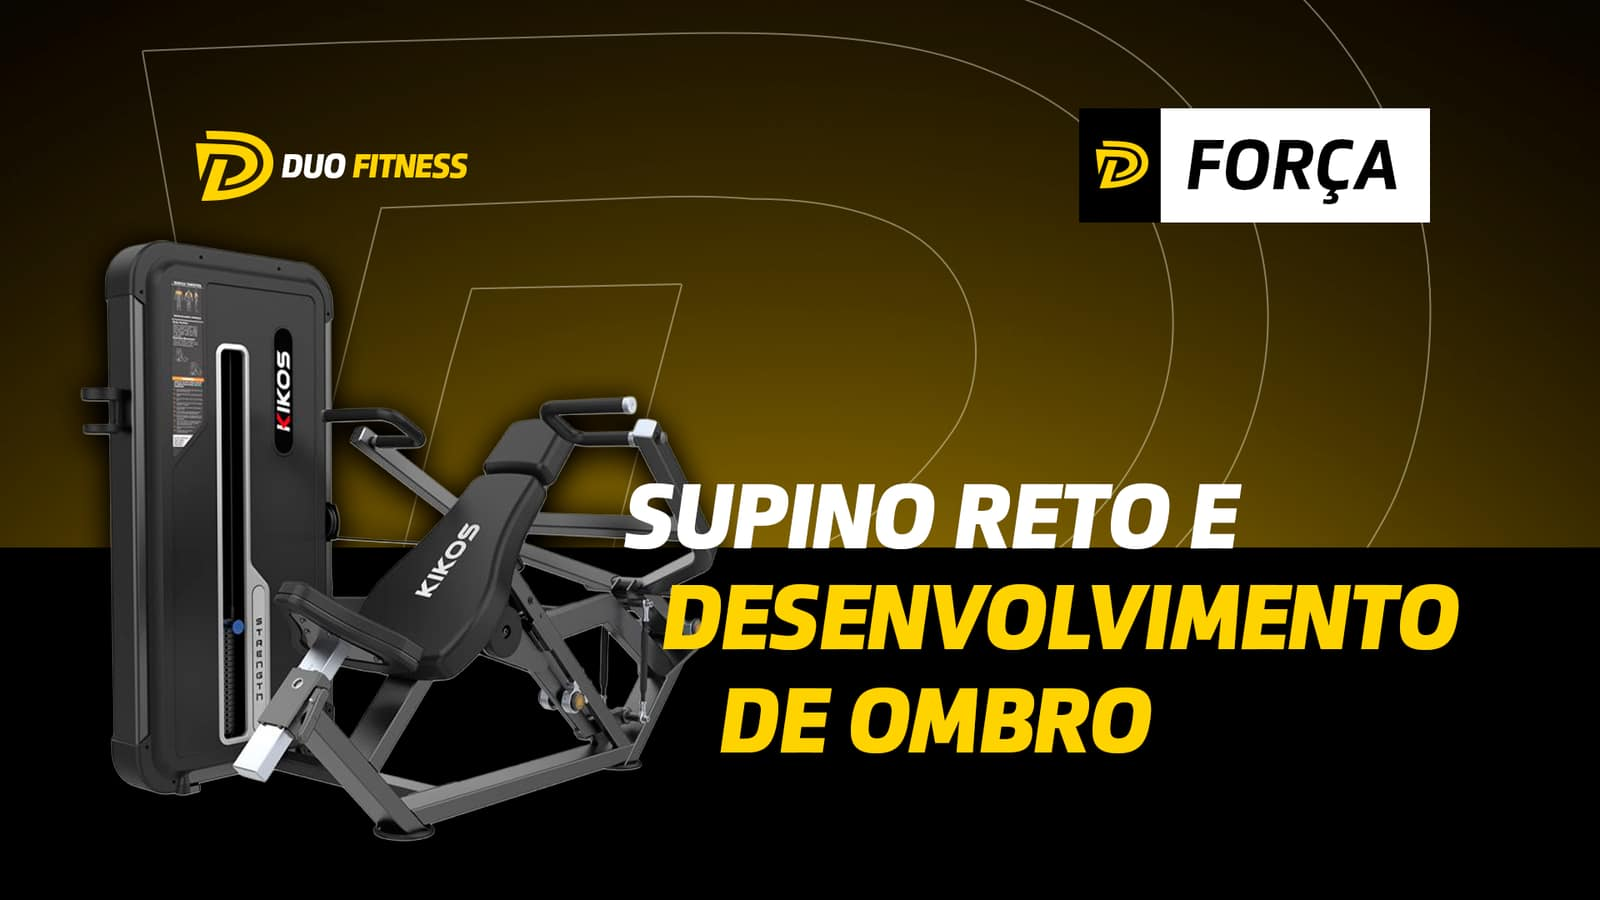 DUO FITNESS
FORÇA
KIKOS
KIKOS
STRENGTH
SUPINO RETO E
DESENVOLVIMENTO
DE OMBRO